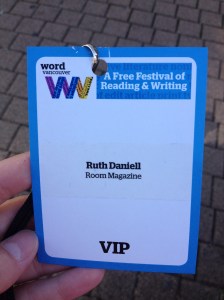 word
vancouver
A Free Festival of
Reading & Writing
Ruth Daniell
Room Magazine
VIP